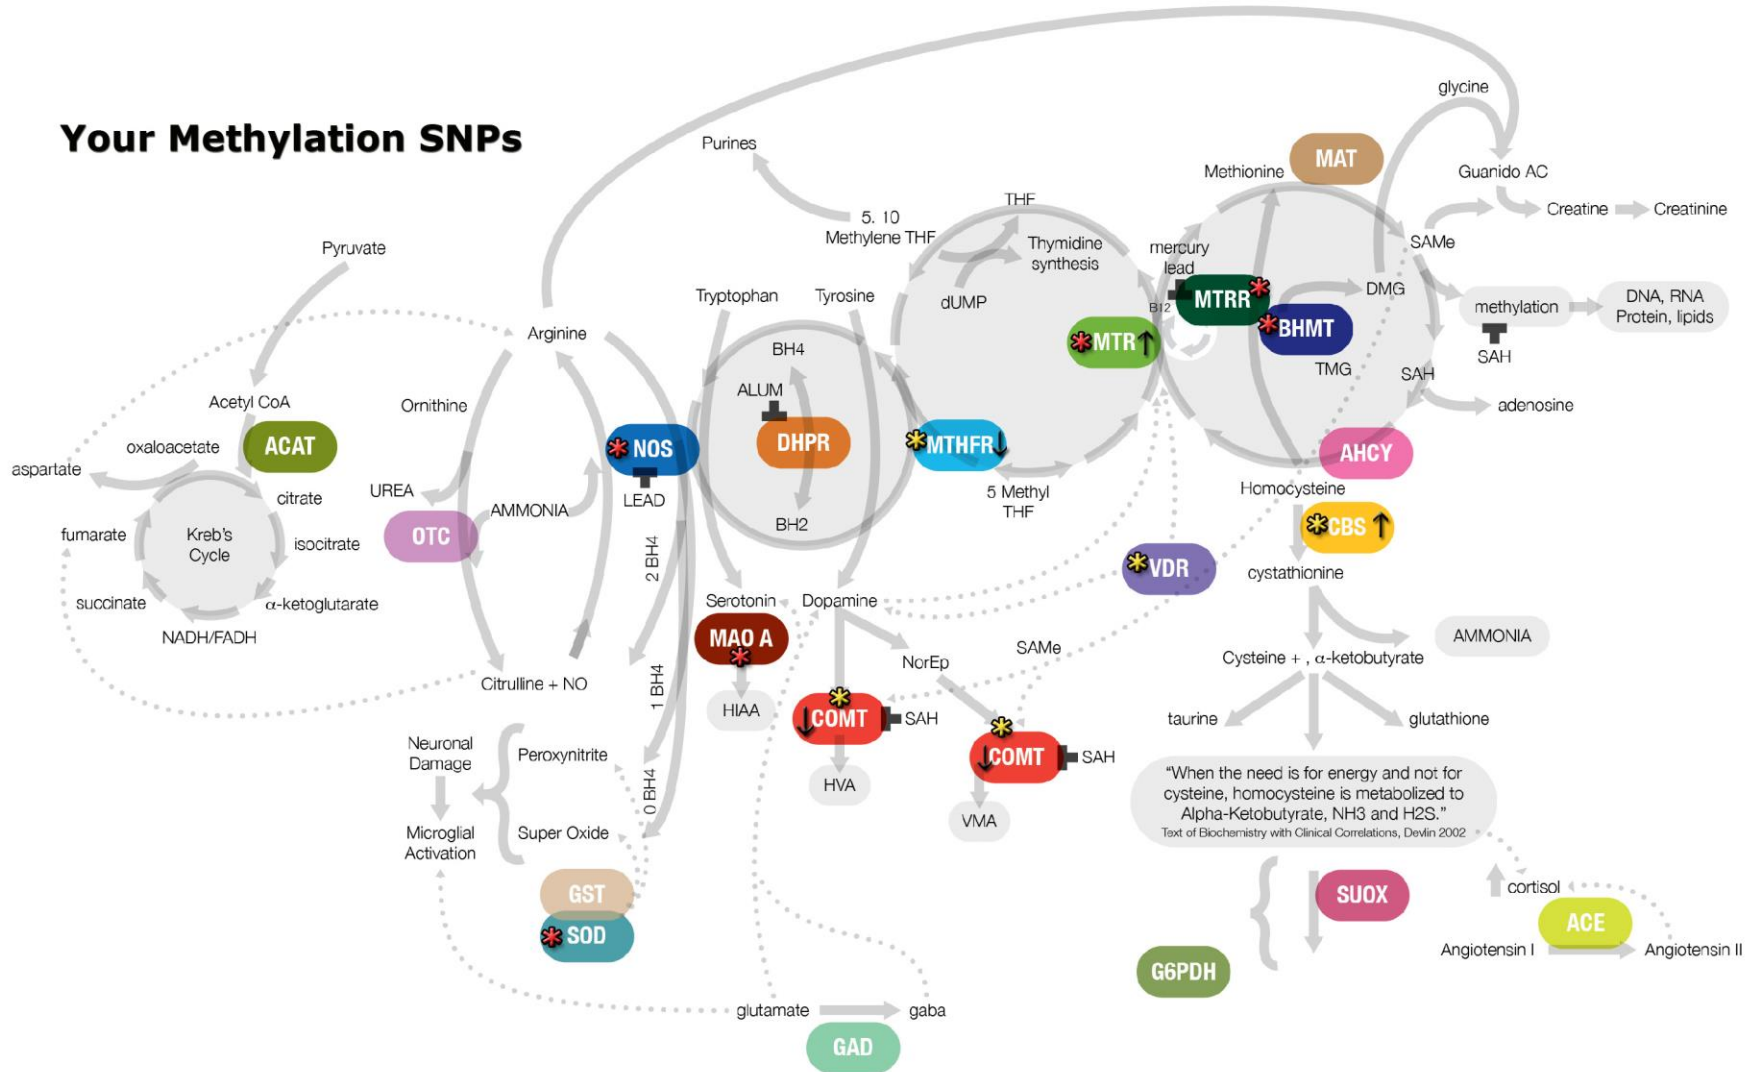 Your Methylation SNPs
glycine
Purines
MAT
Methionine
Guanido AC
THF
5. 10
Methylene THF
Creatine
Creatinine
Pyruvate
Thymidine
synthesis
mercury
lead
SAMe
Tryptophan
Tyrosine
dUMP
B12
MTRR
DMG
methylation
DNA, RNA
Protein, lipids
Arginine
BH4
MTR
BHMT
TMG
SAH
SAH
ALUM
Acetyl CoA
Ornithine
adenosine
oxaloacetate
ACAT
NOS
DHPR
MTHFR
AHCY
aspartate
LEAD
UREA
citrate
AMMONIA
5 Methyl
THF
Homocysteine
BH2
CBS
fumarate
Kreb's
Cycle
isocitrate
OTC
2 BH4
VDR
cystathionine
succinate
α-ketoglutarate
Serotonin
Dopamine
NADH/FADH
MAO A
AMMONIA
SAMe
NorEp
Cysteine + , α-ketobutyrate
Citrulline + NO
1 BH4
HIAA
COMT
SAH
taurine
glutathione
Neuronal
Damage
Peroxynitrite
COMT
SAH
0 BH4
HVA
"When the need is for energy and not for
cysteine, homocysteine is metabolized to
Alpha-Ketobutyrate, NH3 and H2S."
Text of Biochemistry with Clinical Correlations, Devlin 2002
VMA
Microglial
Activation
Super Oxide
GST
SUOX
cortisol
SOD
ACE
Angiotensin I
Angiotensin II
G6PDH
glutamate
gaba
GAD